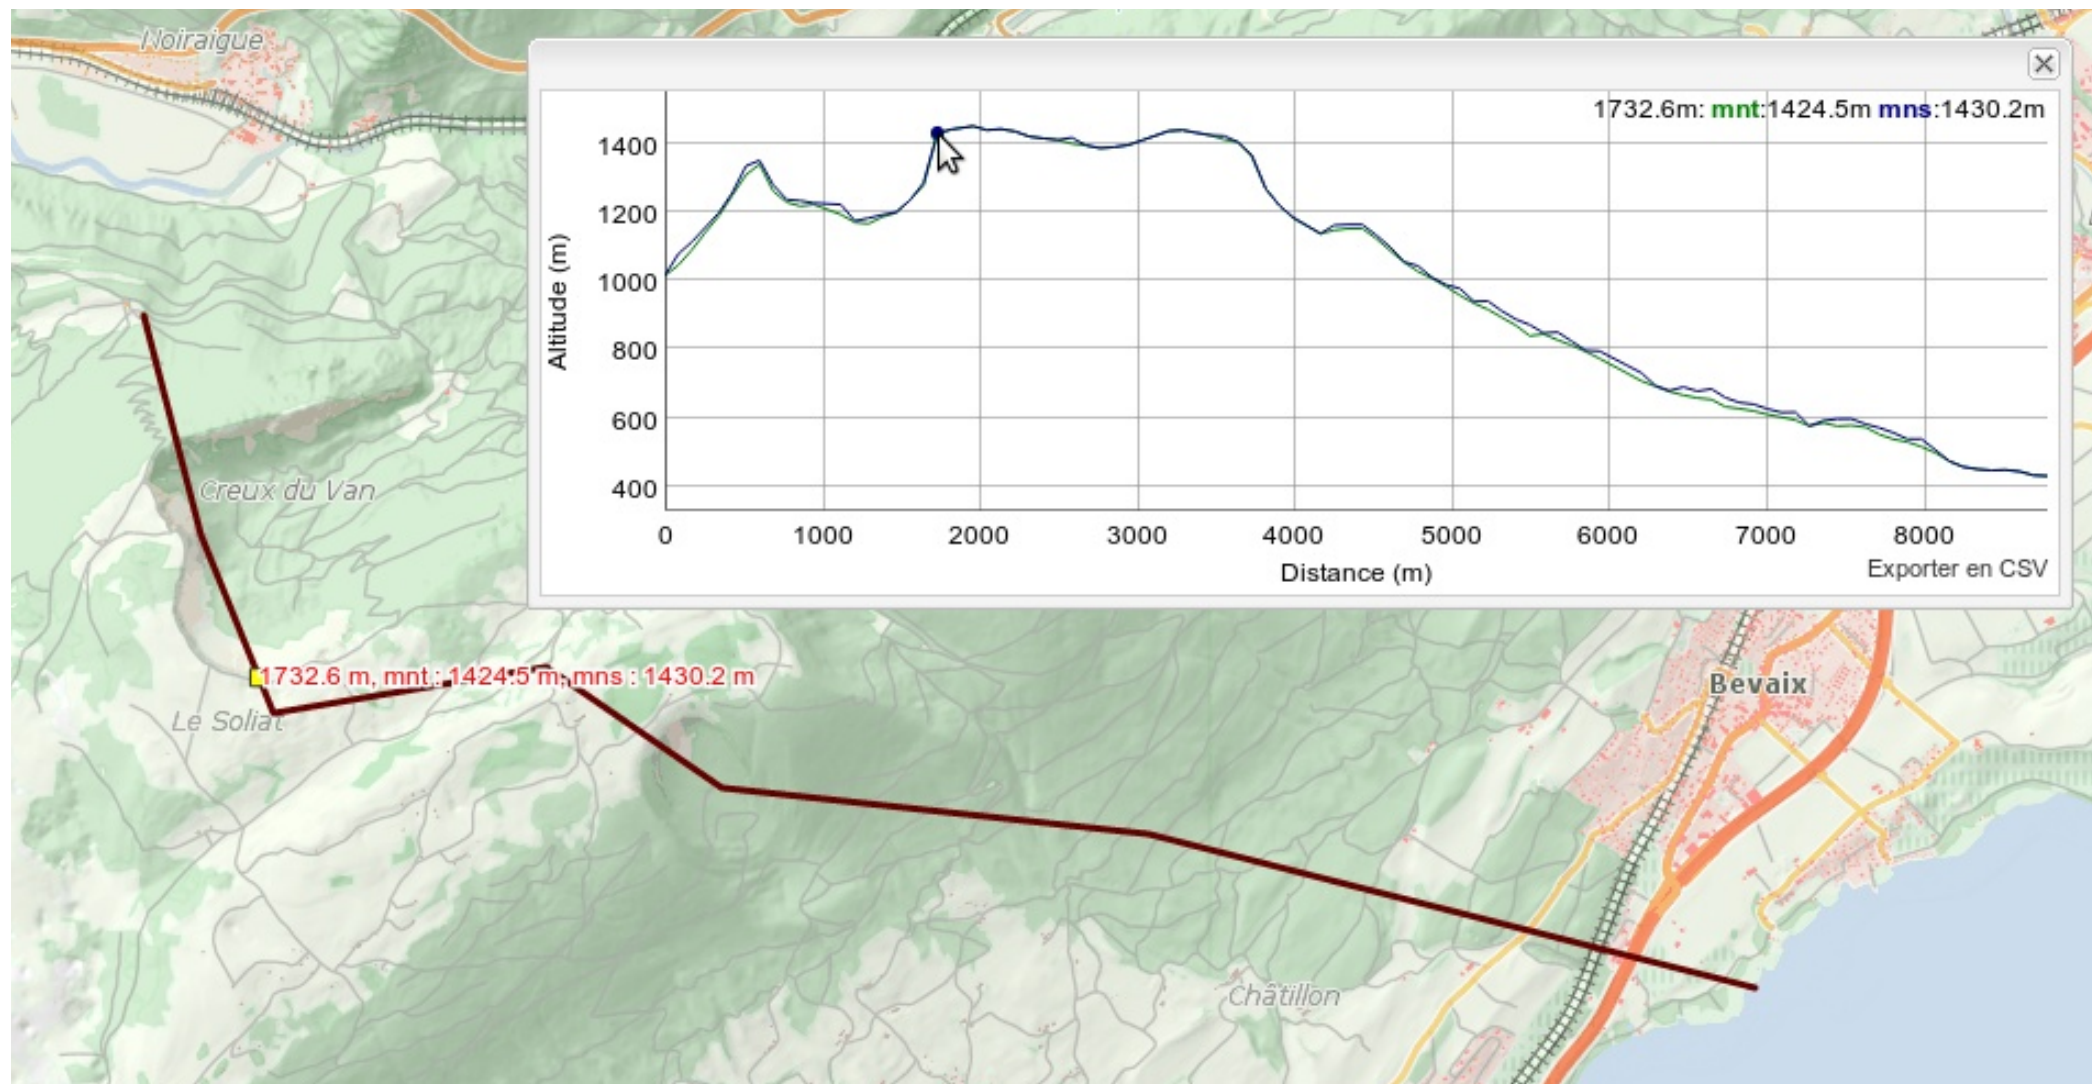 Noiraigue
1732.6m: mnt:1424.5m mns:1430.2m
1400
1200
1000
800
600
400
Altitude (m)
0 1000 2000 3000 4000 5000 6000 7000 8000
Distance (m)
Exporter en CSV
Creux du Van
1732.6 m, mnt : 1424.5 m, mns : 1430.2 m
Le Soliat
Bevaix
Châtillon